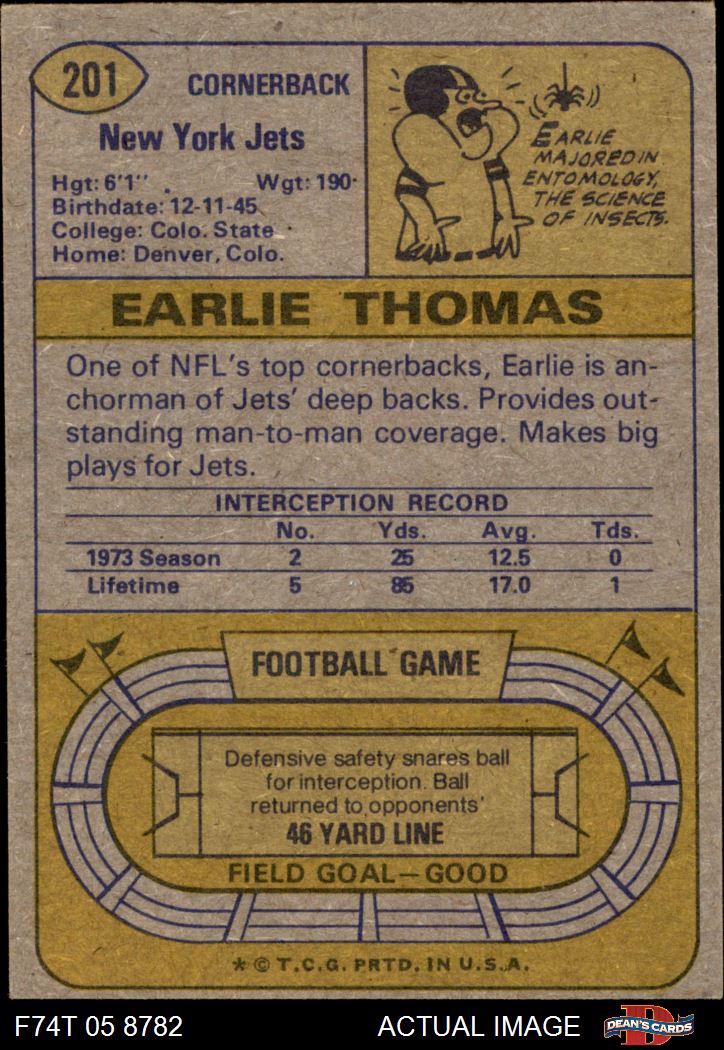 201
CORNERBACK
New York Jets
Hgt: 6'1" Wgt: 190
Birthdate: 12-11-45
College: Colo. State
Home: Denver, Colo.
EARLIE
MAJORED IN
ENTOMOLOGY,
THE SCIENCE
OF INSECTS.
EARLIE THOMAS
One of NFL's top cornerbacks, Earlie is an-
chorman of Jets' deep backs. Provides out-
standing man-to-man coverage. Makes big
plays for Jets.
INTERCEPTION RECORD
No. Yds. Avg. Tds.
1973 Season 2 25 12.5 0
Lifetime 5 85 17.0 1
FOOTBALL GAME
Defensive safety snares ball
for interception. Ball
returned to opponents'
46 YARD LINE
FIELD GOAL—GOOD
* © T.C.G. PRTD. IN U.S.A.
F74T 05 8782 ACTUAL IMAGE D DEAN'S CARDS